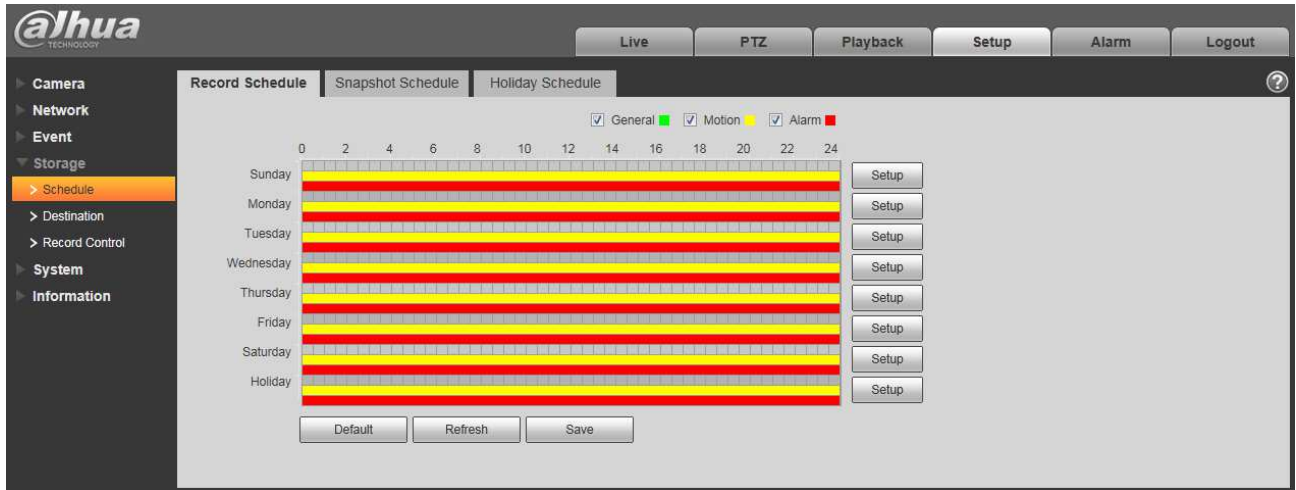 alhua
TECHNOLOGY
Live PTZ Playback Setup Alarm Logout
Camera
Network
Event
Storage
> Schedule
> Destination
> Record Control
System
Information
Record Schedule Snapshot Schedule Holiday Schedule ?
General Motion Alarm
0 2 4 6 8 10 12 14 16 18 20 22 24
Sunday Setup
Monday Setup
Tuesday Setup
Wednesday Setup
Thursday Setup
Friday Setup
Saturday Setup
Holiday Setup
Default Refresh Save